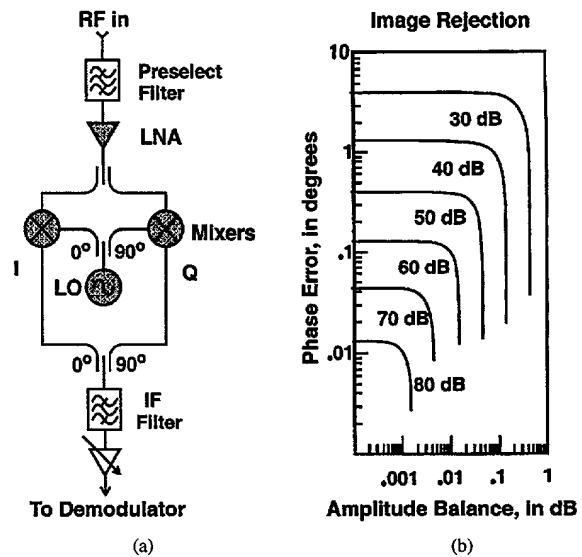 RF in
Preselect
Filter
LNA
Mixers
0° 90°
I
Q
LO
0° 90°
IF
Filter
To Demodulator
(a)
Image Rejection
10
1
.1
.01
Phase Error, in degrees
30 dB
40 dB
50 dB
60 dB
70 dB
80 dB
.001 .01 .1 1
Amplitude Balance, in dB
(b)